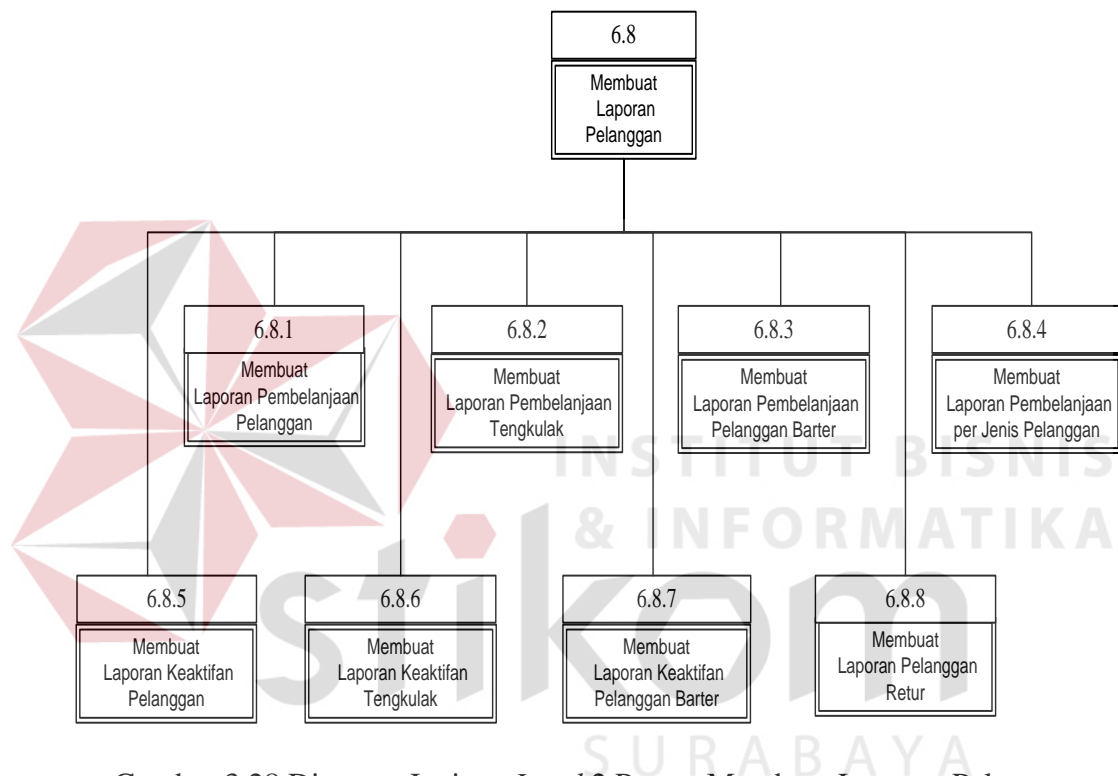 6.8
Membuat
Laporan
Pelanggan
6.8.1
Membuat
Laporan Pembelanjaan
Pelanggan
6.8.2
Membuat
Laporan Pembelanjaan
Tengkulak
6.8.3
Membuat
Laporan Pembelanjaan
Pelanggan Barter
6.8.4
Membuat
Laporan Pembelanjaan
per Jenis Pelanggan
INSTITUT BISNIS
& INFORMATIKA
stikom
SURABAYA
6.8.5
Membuat
Laporan Keaktifan
Pelanggan
6.8.6
Membuat
Laporan Keaktifan
Tengkulak
6.8.7
Membuat
Laporan Keaktifan
Pelanggan Barter
6.8.8
Membuat
Laporan Pelanggan
Retur